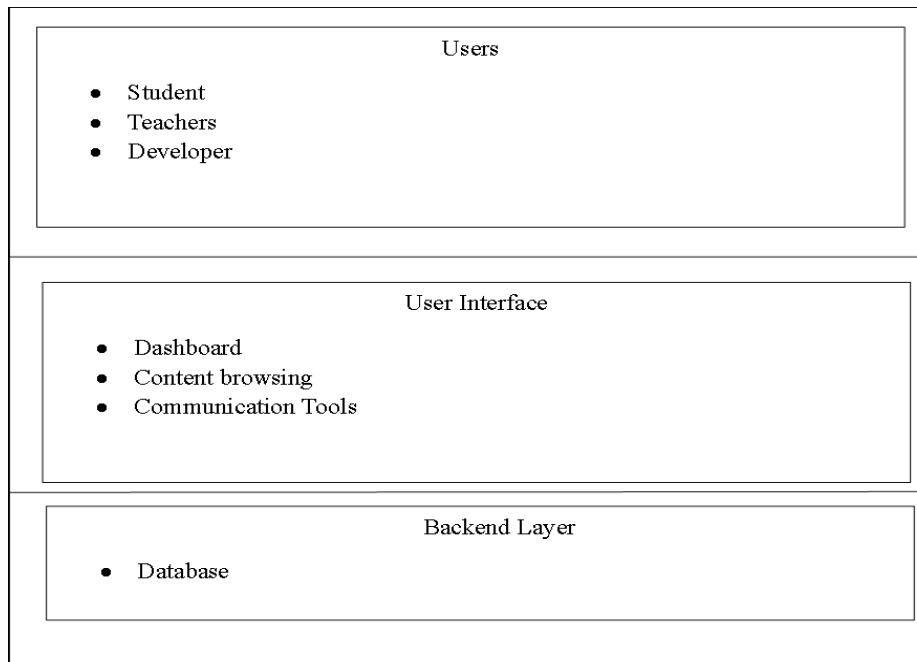 Users
● Student
● Teachers
● Developer
User Interface
● Dashboard
● Content browsing
● Communication Tools
Backend Layer
● Database